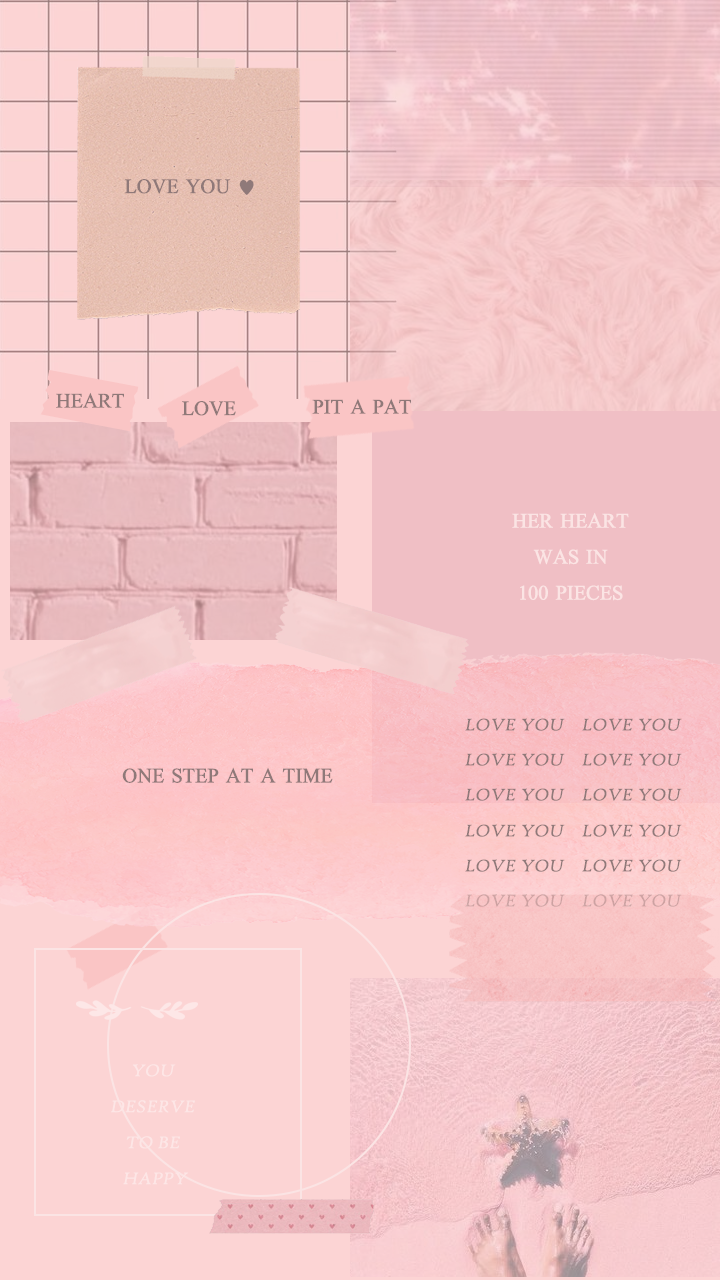 LOVE YOU ♥
HEART
LOVE
PIT A PAT
HER HEART
WAS IN
100 PIECES
ONE STEP AT A TIME
LOVE YOU LOVE YOU
LOVE YOU LOVE YOU
LOVE YOU LOVE YOU
LOVE YOU LOVE YOU
LOVE YOU LOVE YOU
LOVE YOU LOVE YOU
YOU
DESERVE
TO BE
HAPPY